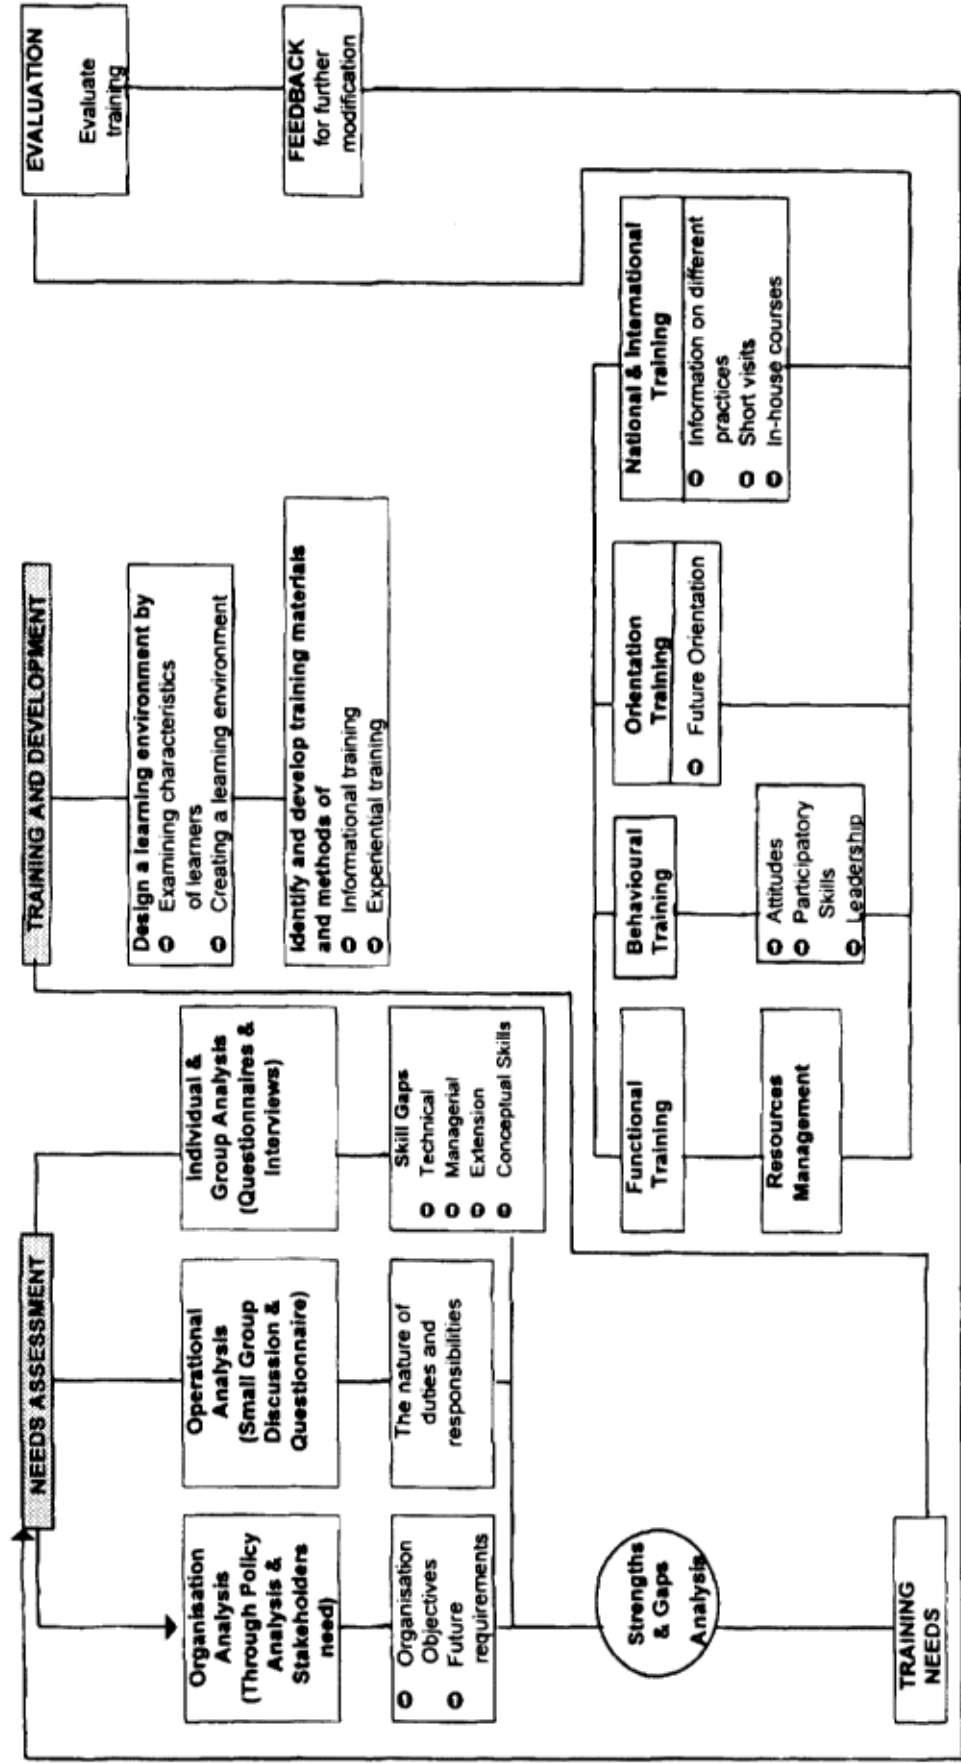 NEEDS ASSESSMENT
Organisation
Analysis
(Through Policy
Analysis &
Stakeholders
need)
Operational
Analysis
(Small Group
Discussion &
Questionnaire)
Individual &
Group Analysis
(Questionnaires &
Interviews)
Organisation
Objectives
Future
requirements
The nature of
duties and
responsibilities
Skill Gaps
Technical
Managerial
Extension
Conceptual Skills
Strengths
& Gaps
Analysis
TRAINING
NEEDS
TRAINING AND DEVELOPMENT
Design a learning environment by
Examining characteristics
of learners
Creating a learning environment
Identify and develop training materials
and methods of
Informational training
Experiential training
Functional
Training
Resources
Management
Behavioural
Training
Attitudes
Participatory
Skills
Leadership
Orientation
Training
Future Orientation
National & International
Training
Information on different
practices
Short visits
In-house courses
EVALUATION
Evaluate
training
FEEDBACK
for further
modification